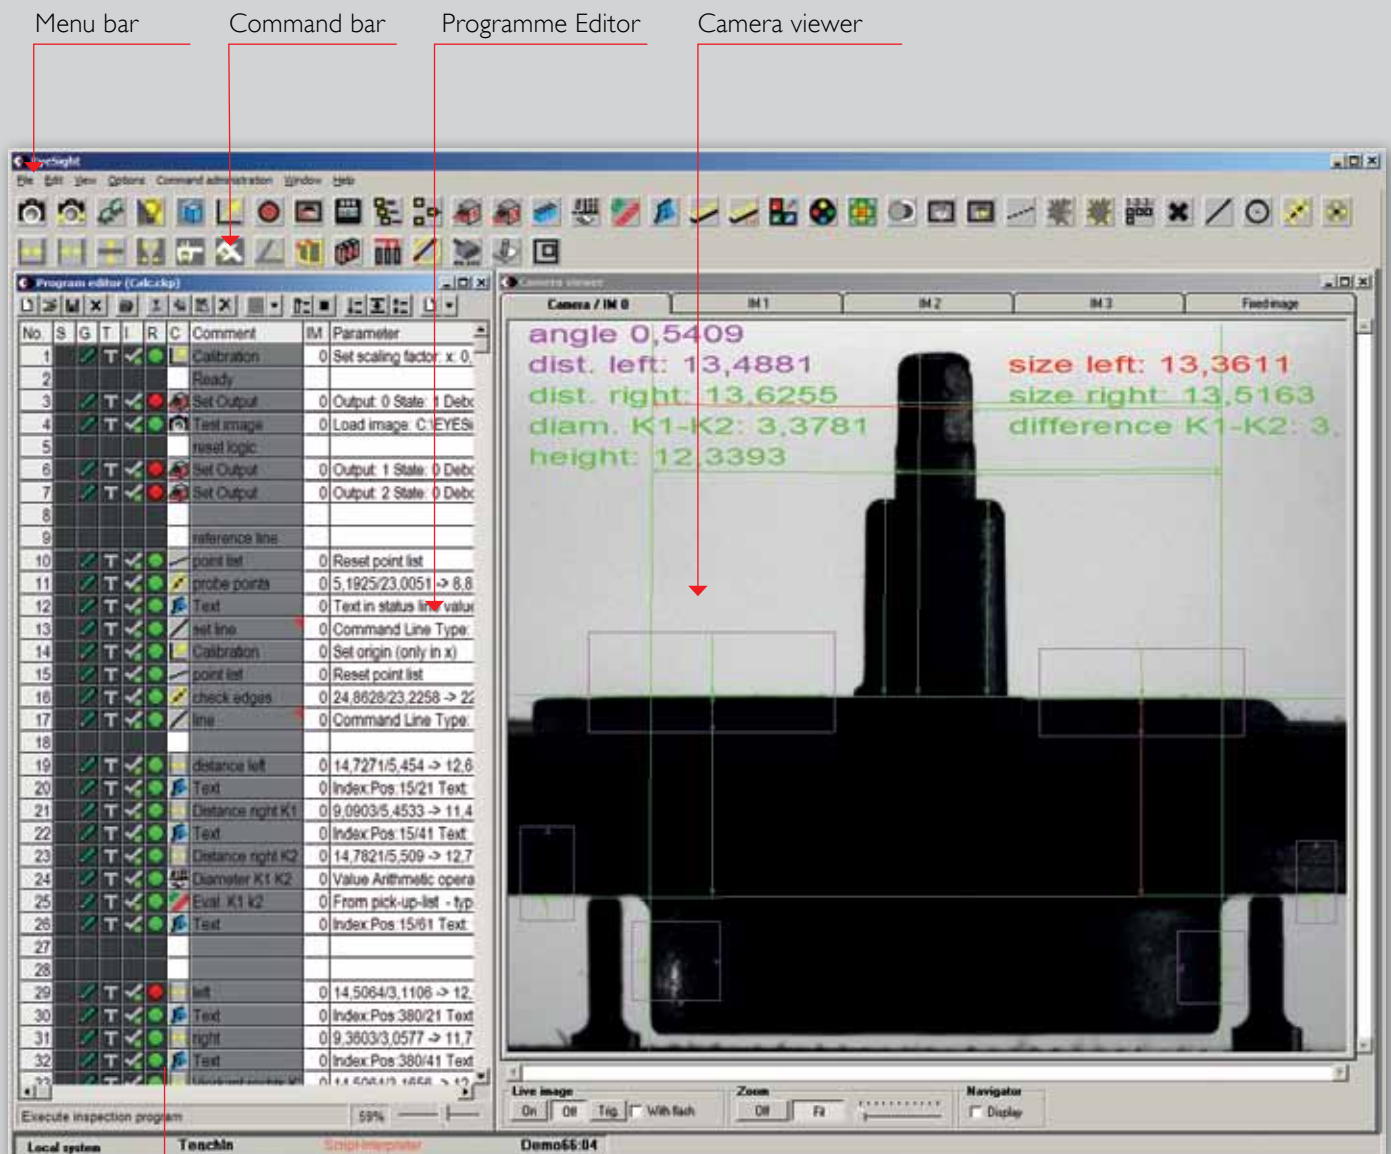 Menu bar
Command bar
Programme Editor
Camera viewer
EyeSight
File Edit View Options Command administration Window Help
Program editor (Calc.ckp)
No. S G T I R C Comment IM Parameter
1 T Calibration 0 Set scaling factor: x: 0,
2 Ready
3 T Set Output 0 Output: 0 State: 1 Debo
4 T Test image 0 Load image: C:\EYESi
5 reset logic
6 T Set Output 0 Output: 1 State: 0 Debo
7 T Set Output 0 Output: 2 State: 0 Debo
8
9 reference line
10 T point list 0 Reset point list
11 T probe points 0 5,1925/23,0051 -> 8,8
12 T Text 0 Text in status line value
13 T set line 0 Command Line Type:
14 T Calibration 0 Set origin (only in x)
15 T point list 0 Reset point list
16 T check edges 0 24,8628/23,2258 -> 22
17 T line 0 Command Line Type:
18
19 T distance left 0 14,7271/5,454 -> 12,6
20 T Text 0 Index:Pos:15/21 Text:
21 T Distance right K1 0 9,0903/5,4533 -> 11,4
22 T Text 0 Index:Pos:15/41 Text:
23 T Distance right K2 0 14,7821/5,509 -> 12,7
24 T Diameter K1 K2 0 Value Arithmetic opera
25 T Eval. K1 k2 0 From pick-up-list - typ
26 T Text 0 Index:Pos:15/61 Text:
27
28
29 T left 0 14,5064/3,1106 -> 12,
30 T Text 0 Index:Pos:380/21 Text
31 T right 0 9,3603/3,0577 -> 11,7
32 T Text 0 Index:Pos:380/41 Text
33
Execute inspection program 59%
Camera viewer
Camera / IM 0 IM 1 IM 2 IM 3 Fixed image
angle 0,5409
dist. left: 13,4881 size left: 13,3611
dist. right: 13,6255 size right: 13,5163
diam. K1-K2: 3,3781 difference K1-K2: 3,
height: 12,3393
Live image Zoom Navigator
On Off Trig. With flash Off Fit Display
Local system TeachIn Script-Interpreter Demo66:04